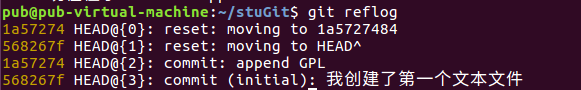 pub@pub-virtual-machine:~/stuGit$ git reflog
1a57274 HEAD@{0}: reset: moving to 1a5727484
568267f HEAD@{1}: reset: moving to HEAD^
1a57274 HEAD@{2}: commit: append GPL
568267f HEAD@{3}: commit (initial): 我创建了第一个文本文件